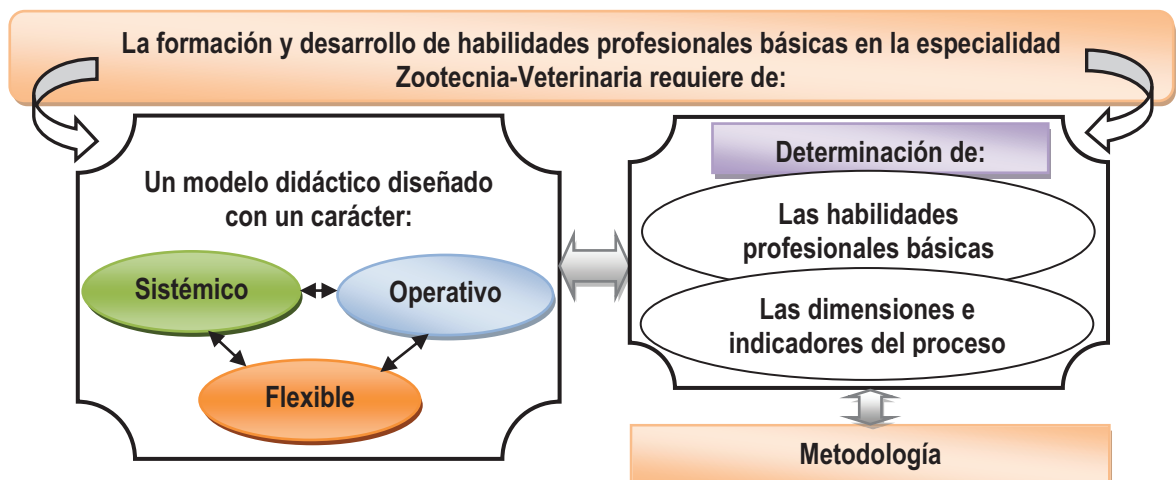 La formación y desarrollo de habilidades profesionales básicas en la especialidad
Zootecnia-Veterinaria requiere de:
Un modelo didáctico diseñado
con un carácter:
Sistémico
Operativo
Flexible
Determinación de:
Las habilidades
profesionales básicas
Las dimensiones e
indicadores del proceso
Metodología